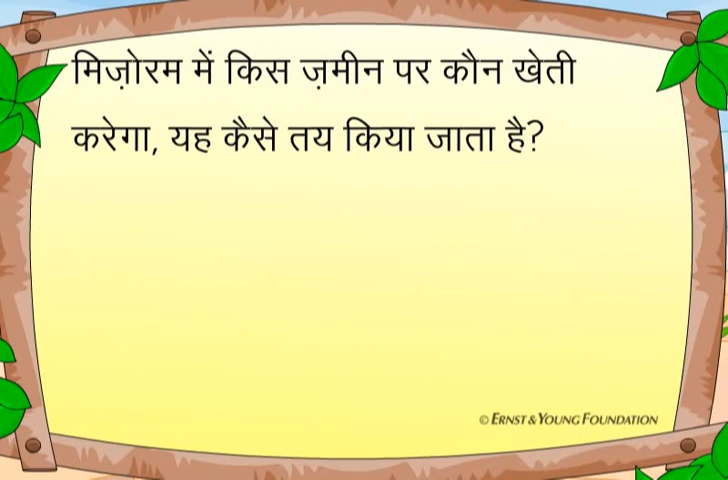 मिज़ोरम में किस ज़मीन पर कौन खेती
करेगा, यह कैसे तय किया जाता है?
© ERNST & YOUNG FOUNDATION